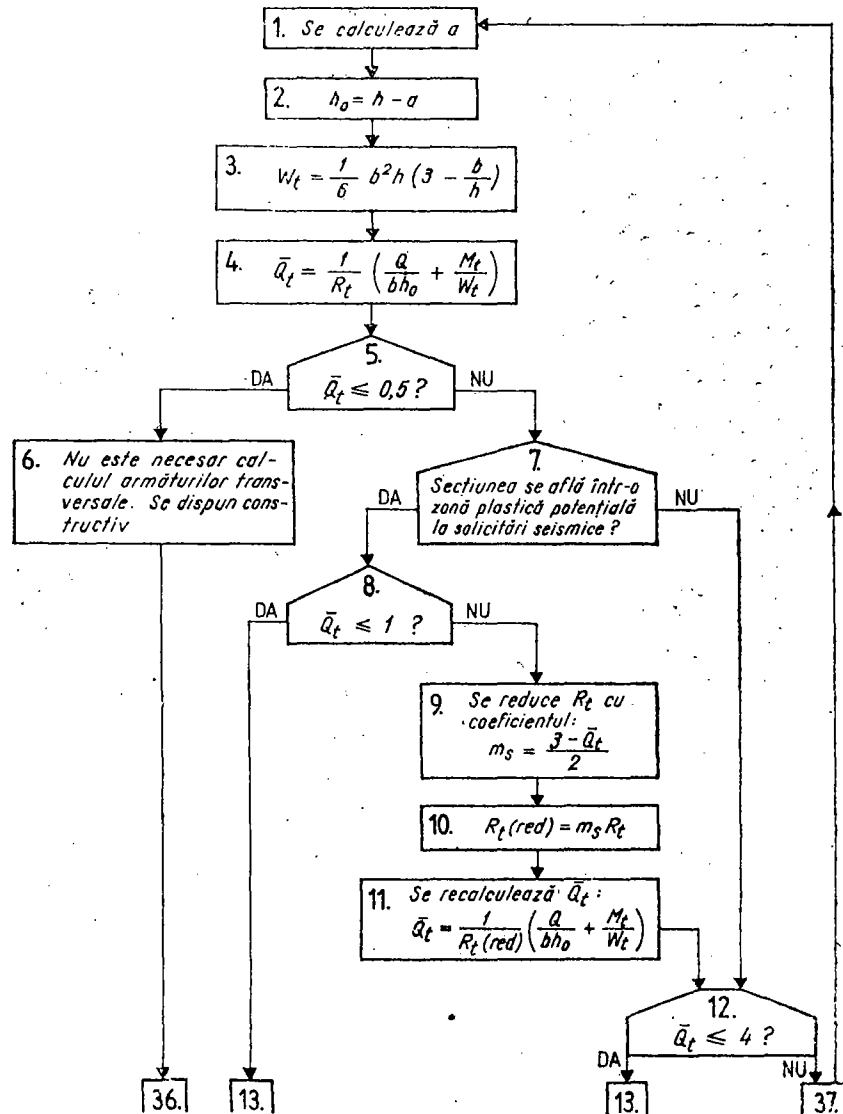 1. Se calculează a
2. h₀ = h - a
3. Wₜ = 1/6 b²h (3 - b/h)
4. Q̄ₜ = 1/Rₜ (Q/bh₀ + Mₜ/Wₜ)
5.
Q̄ₜ ≤ 0,5 ?
DA
NU
6. Nu este necesar cal-
culul armăturilor trans-
versale. Se dispun cons-
tructiv
7.
Secțiunea se află într-o
zonă plastică potențială
la solicitări seismice ?
DA
NU
8.
Q̄ₜ ≤ 1 ?
DA
NU
9. Se reduce Rₜ cu
coeficientul:
mₛ = (3 - Q̄ₜ)/2
10. Rₜ(red) = mₛ Rₜ
11. Se recalculează Q̄ₜ :
Q̄ₜ = 1/Rₜ(red) (Q/bh₀ + Mₜ/Wₜ)
12.
Q̄ₜ ≤ 4 ?
DA
NU
36.
13.
13.
37.